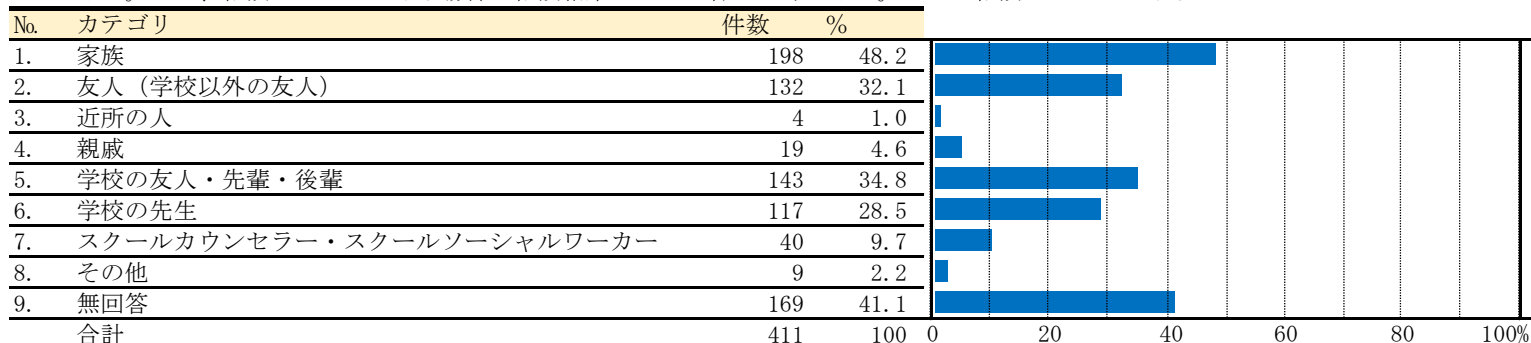 № カテゴリ 件数 %
1. 家族 198 48.2
2. 友人（学校以外の友人） 132 32.1
3. 近所の人 4 1.0
4. 親戚 19 4.6
5. 学校の友人・先輩・後輩 143 34.8
6. 学校の先生 117 28.5
7. スクールカウンセラー・スクールソーシャルワーカー 40 9.7
8. その他 9 2.2
9. 無回答 169 41.1
合計 411 100 0 20 40 60 80 100%